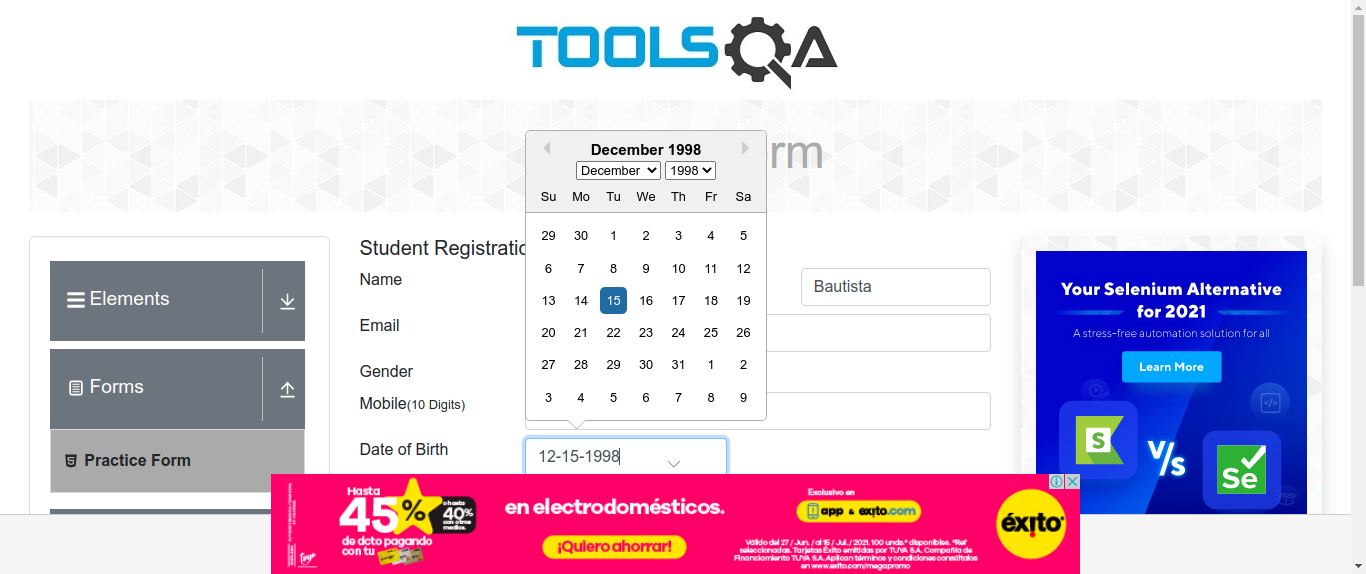 TOOLSQA
rm
December 1998
December 1998
Su Mo Tu We Th Fr Sa
29 30 1 2 3 4 5
6 7 8 9 10 11 12
13 14 15 16 17 18 19
20 21 22 23 24 25 26
27 28 29 30 31 1 2
3 4 5 6 7 8 9
Elements
Forms
Practice Form
Student Registratio
Name
Bautista
Email
Gender
Mobile(10 Digits)
Date of Birth
12-15-1998
Your Selenium Alternative
for 2021
A stress-free automation solution for all
Learn More
S
V/s
Se
Hasta
45%
o hasta
40%
con otros
medios.
de dcto pagando
con tu
en electrodomésticos.
¡Quiero ahorrar!
Exclusivo en
app & exito.com
Válido del 27 / Jun. / al 15 / Jul. / 2021. 100 unds.* disponibles. *Ref
seleccionadas. Tarjetas Éxito emitidas por TUYA S.A. Compañía de
Financiamiento TUYA S.A. Aplican términos y condiciones consúltalos
en www.exito.com/megapromo
éxito